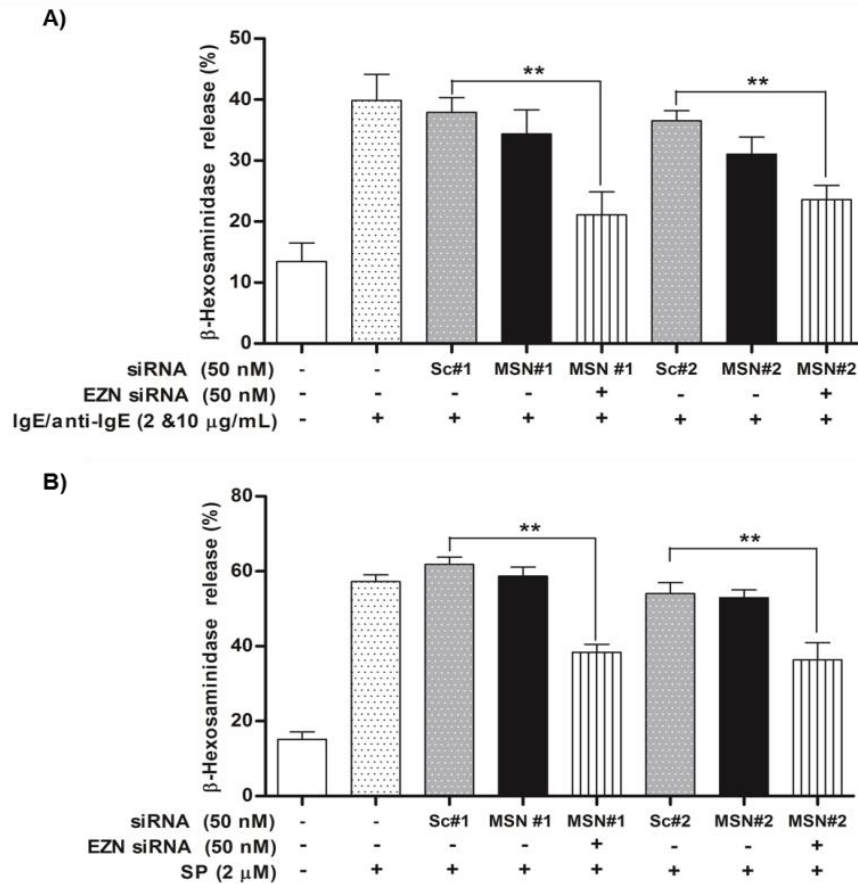 A)
β-Hexosaminidase release (%)
50
40
30
20
10
0
** **
siRNA (50 nM) - - Sc#1 MSN#1 MSN #1 Sc#2 MSN#2 MSN#2
EZN siRNA (50 nM) - - - - + - - +
IgE/anti-IgE (2 &10 μg/mL) - + + + + + + +
B)
β-Hexosaminidase release (%)
80
60
40
20
0
** **
siRNA (50 nM) - - Sc#1 MSN #1 MSN#1 Sc#2 MSN#2 MSN#2
EZN siRNA (50 nM) - - - - + - - +
SP (2 μM) - + + + + + + +